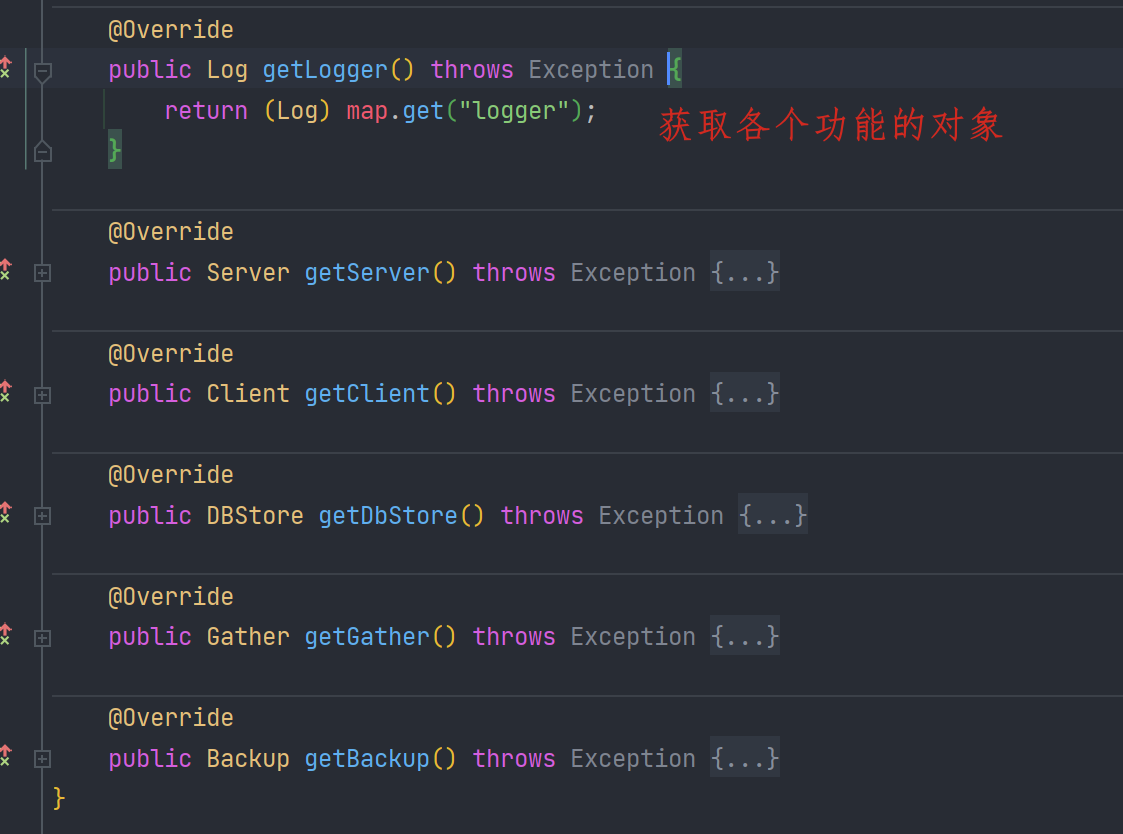 @Override
public Log getLogger() throws Exception {
return (Log) map.get("logger");
获取各个功能的对象
}
@Override
public Server getServer() throws Exception {...}
@Override
public Client getClient() throws Exception {...}
@Override
public DBStore getDbStore() throws Exception {...}
@Override
public Gather getGather() throws Exception {...}
@Override
public Backup getBackup() throws Exception {...}
}